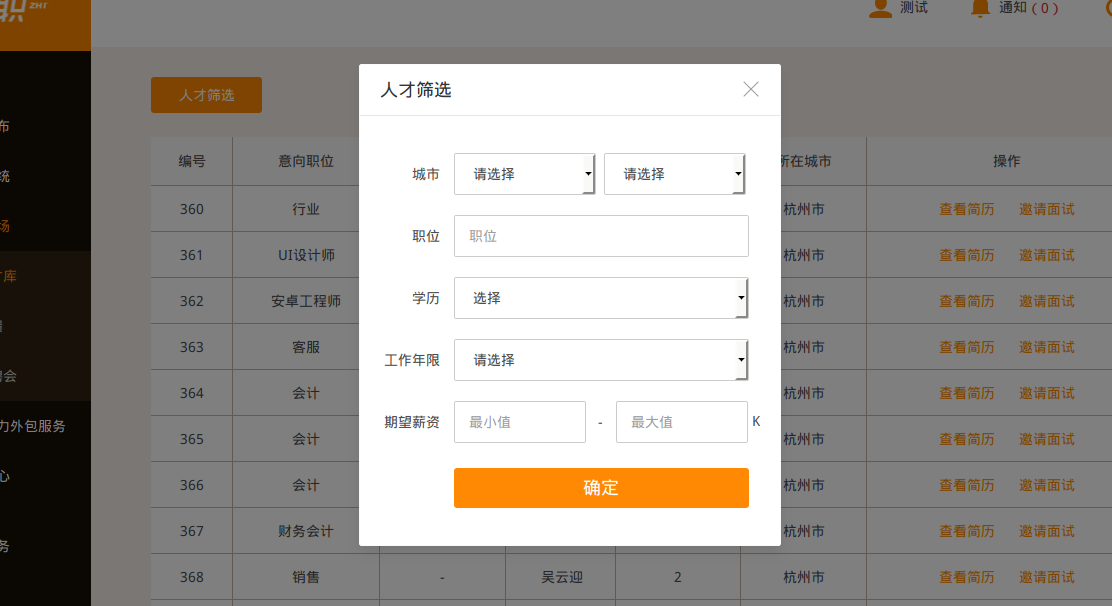 职 ZHI
测试 通知 ( 0 )
人才筛选
人才筛选
编号 意向职位 所在城市 操作
360 行业 杭州市 查看简历 邀请面试
361 UI设计师 杭州市 查看简历 邀请面试
362 安卓工程师 杭州市 查看简历 邀请面试
363 客服 杭州市 查看简历 邀请面试
364 会计 杭州市 查看简历 邀请面试
365 会计 杭州市 查看简历 邀请面试
366 会计 杭州市 查看简历 邀请面试
367 财务会计 杭州市 查看简历 邀请面试
368 销售 - 吴云迎 2 杭州市 查看简历 邀请面试
城市 请选择 请选择
职位 职位
学历 选择
工作年限 请选择
期望薪资 最小值 - 最大值 K
确定
布
统
场
库
会
力外包服务
心
务